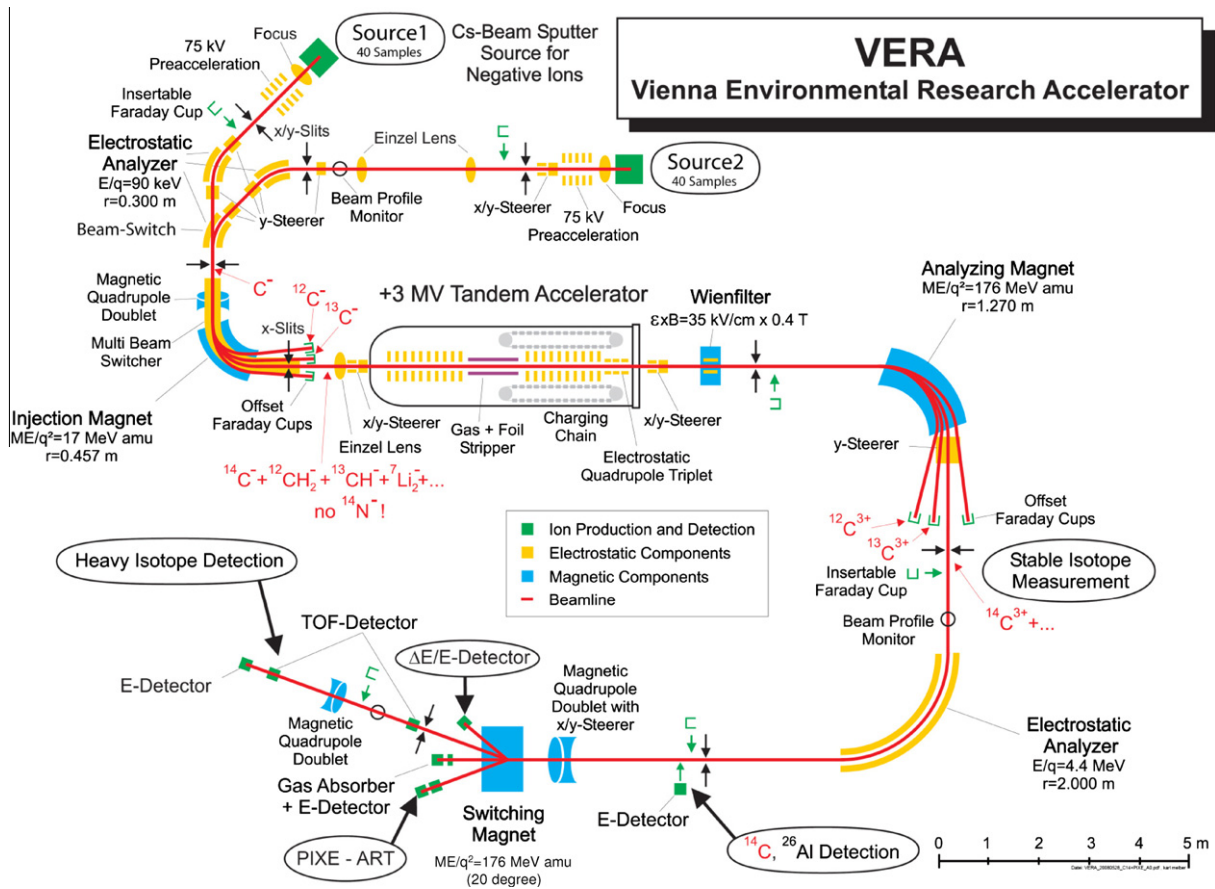 VERA
Vienna Environmental Research Accelerator
Source1
40 Samples
Cs-Beam Sputter
Source for
Negative Ions
Focus
75 kV
Preacceleration
Insertable
Faraday Cup
x/y-Slits
Electrostatic
Analyzer
E/q=90 keV
r=0.300 m
Beam-Switch
y-Steerer
Beam Profile
Monitor
Einzel Lens
x/y-Steerer
75 kV
Preacceleration
Focus
Source2
40 Samples
Magnetic
Quadrupole
Doublet
C⁻
¹²C⁻
¹³C⁻
Multi Beam
Switcher
x-Slits
Injection Magnet
ME/q²=17 MeV amu
r=0.457 m
Offset
Faraday Cups
¹⁴C⁻+¹²CH₂⁻+¹³CH⁻+⁷Li₂⁻+...
no ¹⁴N⁻!
+3 MV Tandem Accelerator
x/y-Steerer
Einzel Lens
Gas + Foil
Stripper
Charging
Chain
Electrostatic
Quadrupole Triplet
x/y-Steerer
Wienfilter
εxB=35 kV/cm x 0.4 T
Analyzing Magnet
ME/q²=176 MeV amu
r=1.270 m
y-Steerer
¹²C³⁺
¹³C³⁺
Offset
Faraday Cups
Insertable
Faraday Cup
Stable Isotope
Measurement
¹⁴C³⁺+...
Beam Profile
Monitor
Ion Production and Detection
Electrostatic Components
Magnetic Components
Beamline
Electrostatic
Analyzer
E/q=4.4 MeV
r=2.000 m
Heavy Isotope Detection
TOF-Detector
E-Detector
Magnetic
Quadrupole
Doublet
ΔE/E-Detector
Magnetic
Quadrupole
Doublet with
x/y-Steerer
Gas Absorber
+ E-Detector
PIXE - ART
Switching
Magnet
ME/q²=176 MeV amu
(20 degree)
E-Detector
¹⁴C, ²⁶Al Detection
0 1 2 3 4 5 m